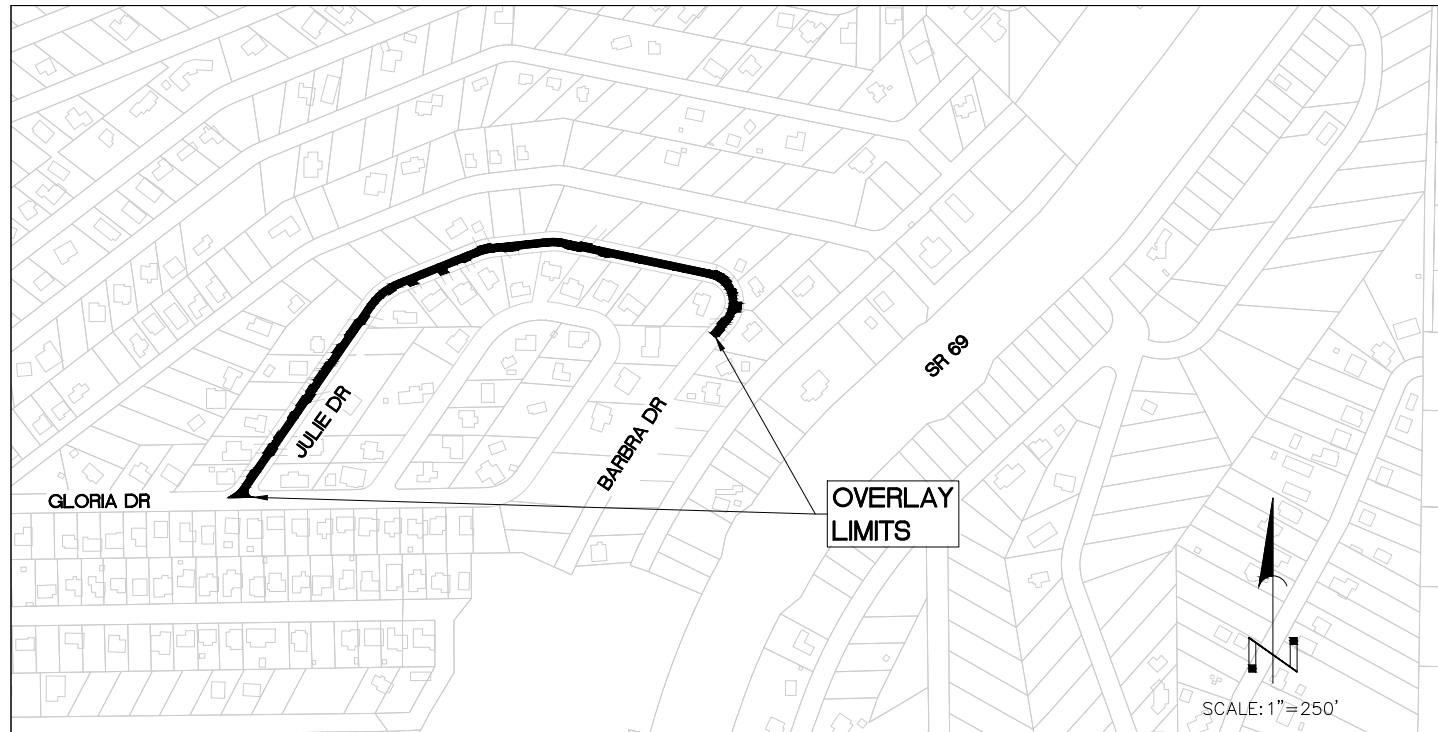 SR 69
JULIE DR
BARBRA DR
GLORIA DR
OVERLAY
LIMITS
N
SCALE: 1"=250'